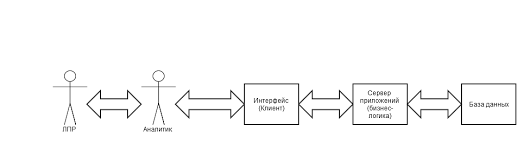 ЛПР
Аналитик
Интерфейс
(Клиент)
Сервер
приложений
(бизнес-
логика)
База данных